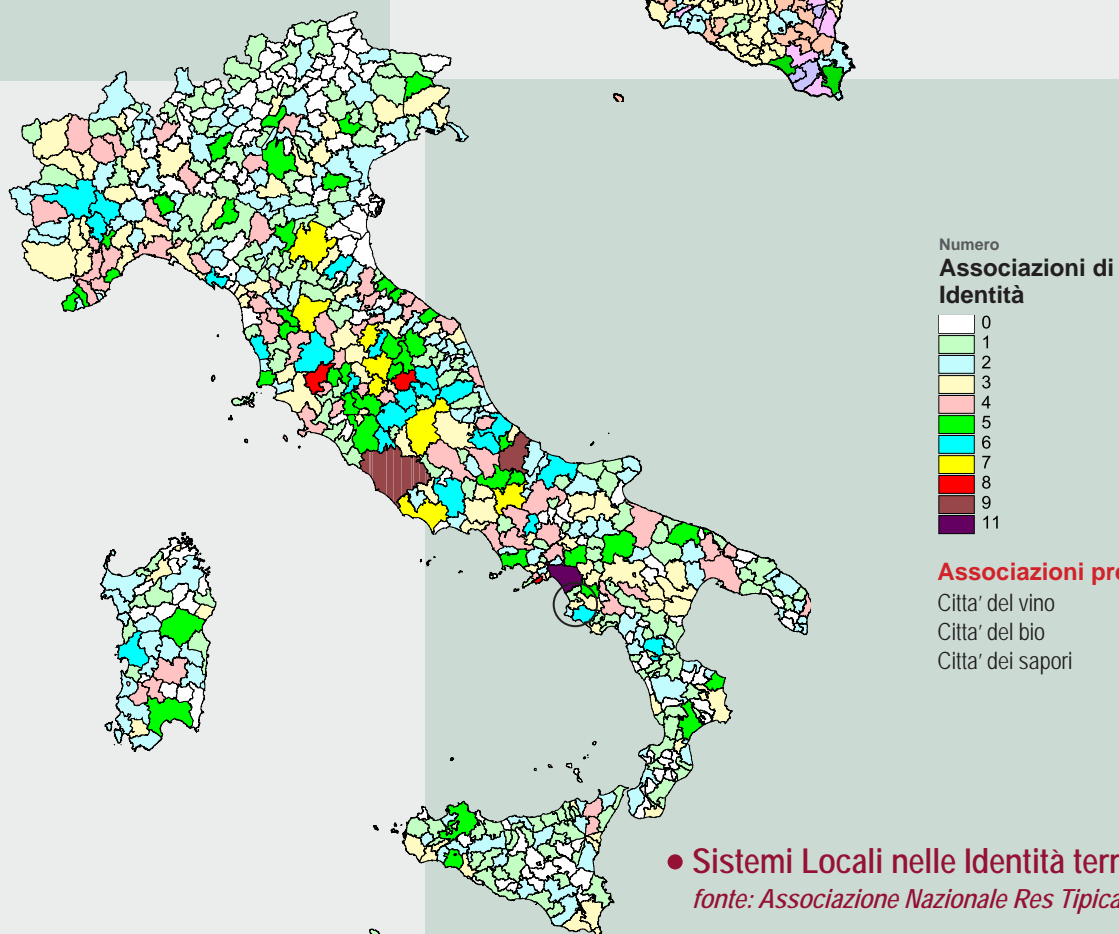 Numero
Associazioni di
Identità
0
1
2
3
4
5
6
7
8
9
11
Associazioni pr
Citta' del vino
Citta' del bio
Citta' dei sapori
• Sistemi Locali nelle Identità terr
fonte: Associazione Nazionale Res Tipica